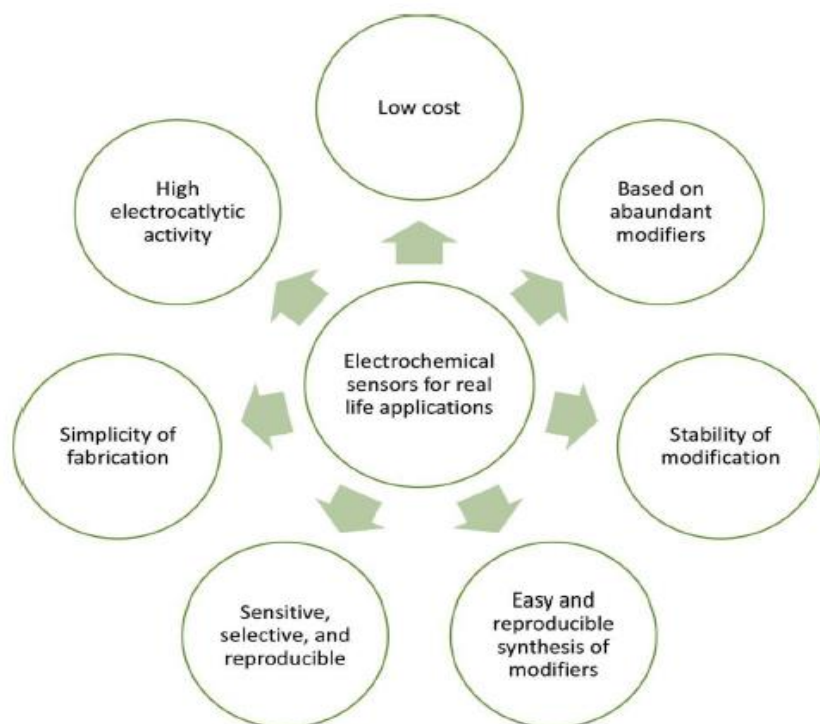 Low cost
High
electrocatlytic
activity
Based on
abaundant
modifiers
Electrochemical
sensors for real
life applications
Simplicity of
fabrication
Stability of
modification
Sensitive,
selective, and
reproducible
Easy and
reproducible
synthesis of
modifiers